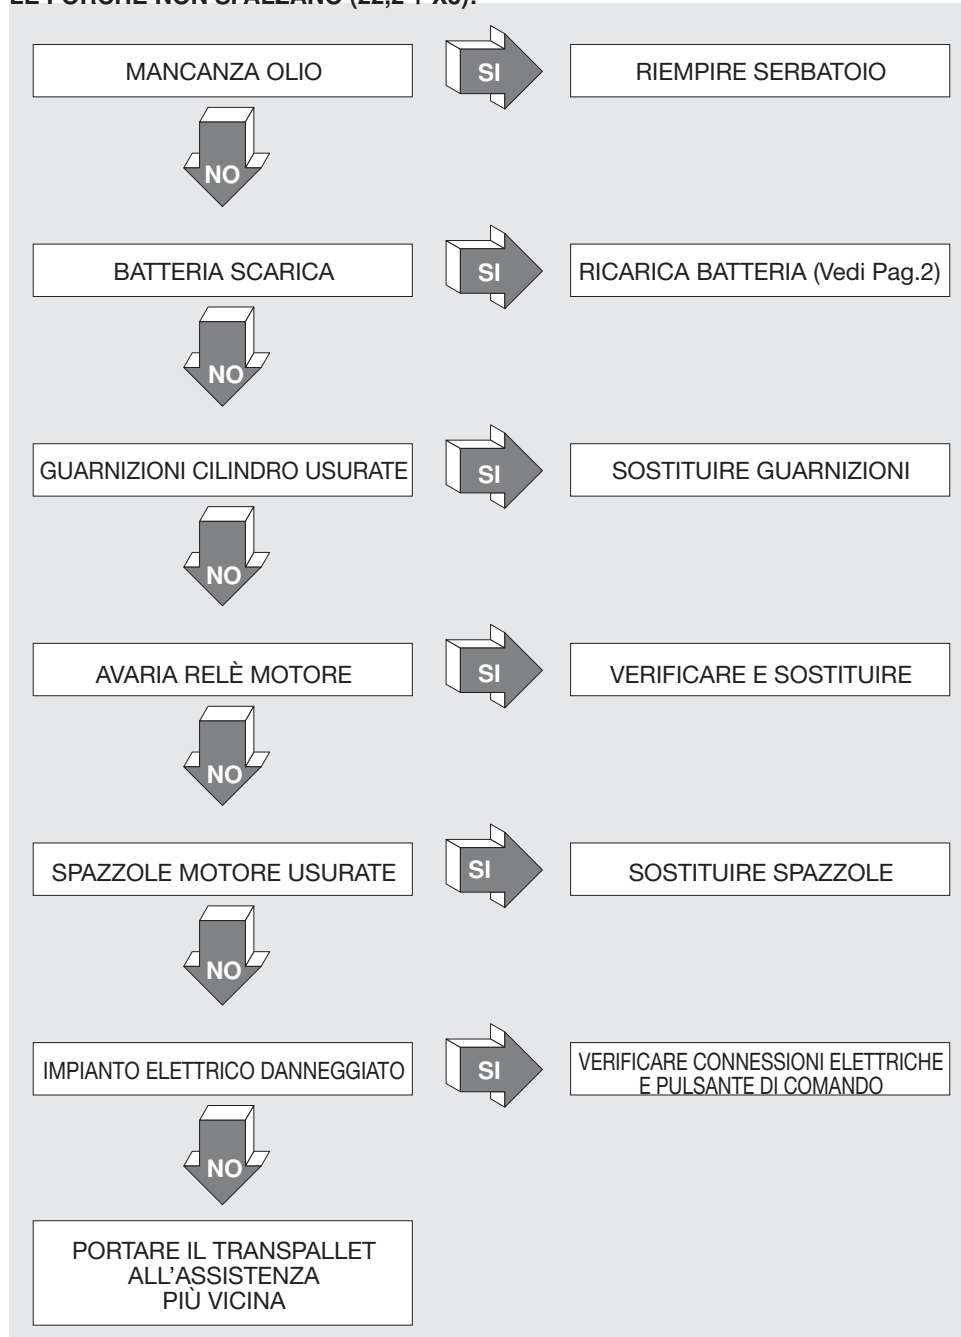 MANCANZA OLIO SI RIEMPIRE SERBATOIO
NO
BATTERIA SCARICA SI RICARICA BATTERIA (Vedi Pag.2)
NO
GUARNIZIONI CILINDRO USURATE SI SOSTITUIRE GUARNIZIONI
NO
AVARIA RELÈ MOTORE SI VERIFICARE E SOSTITUIRE
NO
SPAZZOLE MOTORE USURATE SI SOSTITUIRE SPAZZOLE
NO
IMPIANTO ELETTRICO DANNEGGIATO SI VERIFICARE CONNESSIONI ELETTRICHE
E PULSANTE DI COMANDO
NO
PORTARE IL TRANSPALLET
ALL'ASSISTENZA
PIÙ VICINA